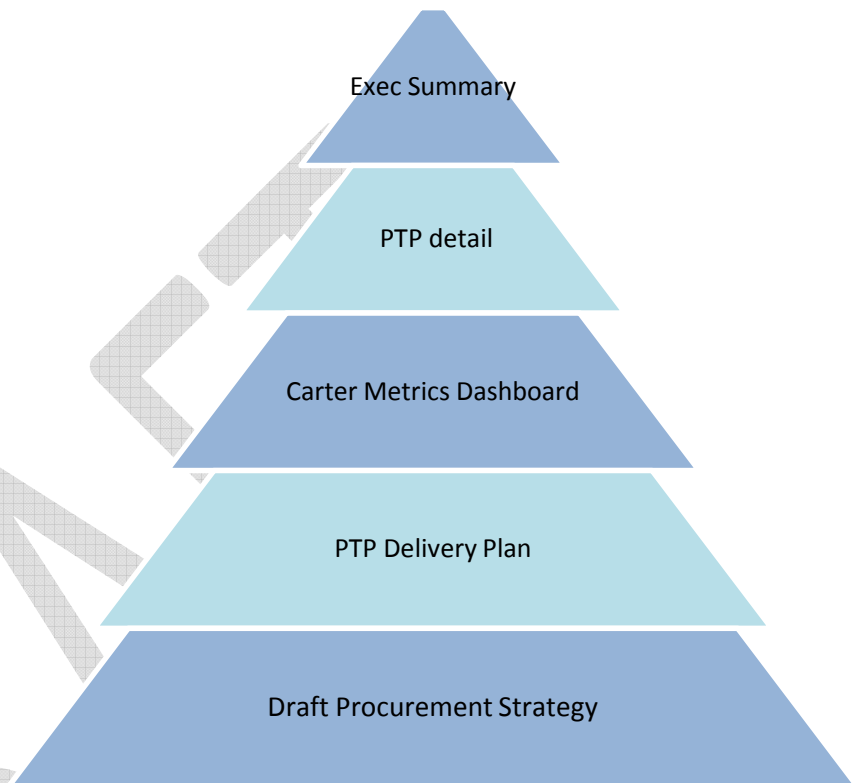 Exec Summary
PTP detail
Carter Metrics Dashboard
PTP Delivery Plan
Draft Procurement Strategy